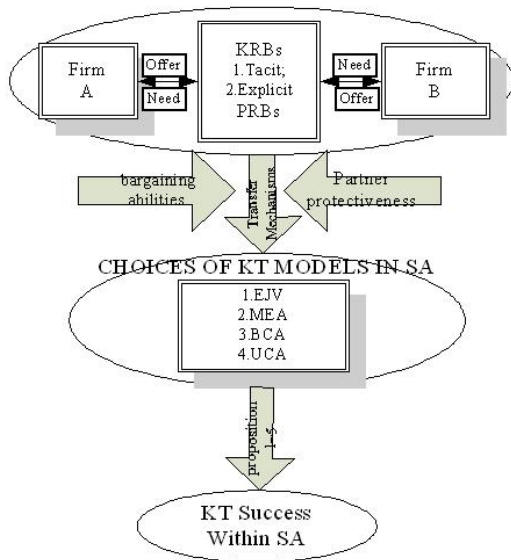 Firm
A
Offer
Need
KRBs
1.Tacit;
2.Explicit
PRBs
Need
Offer
Firm
B
bargaining
abilities
Transfer
Mechanisms
Partner
protectiveness
CHOICES OF KT MODELS IN SA
1.EJV
2.MEA
3.BCA
4.UCA
proposition
1-5
KT Success
Within SA